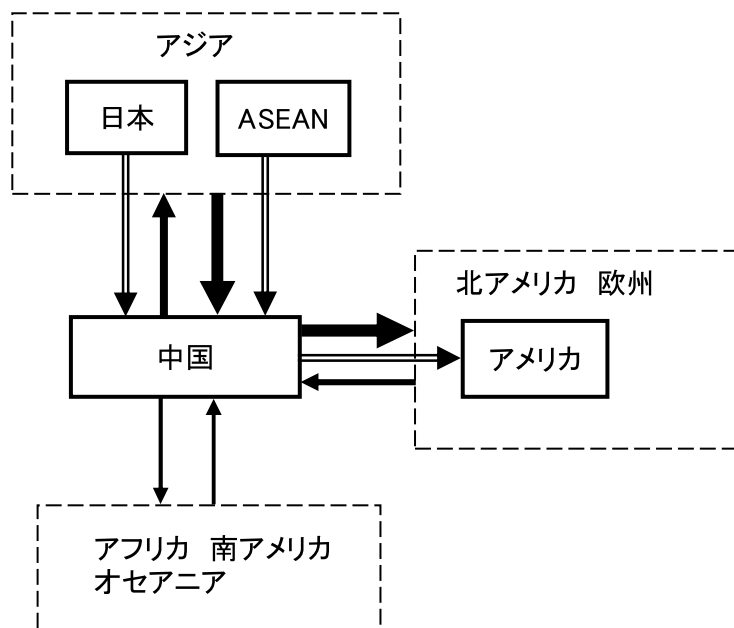 アジア
日本
ASEAN
北アメリカ 欧州
中国
アメリカ
アフリカ 南アメリカ
オセアニア